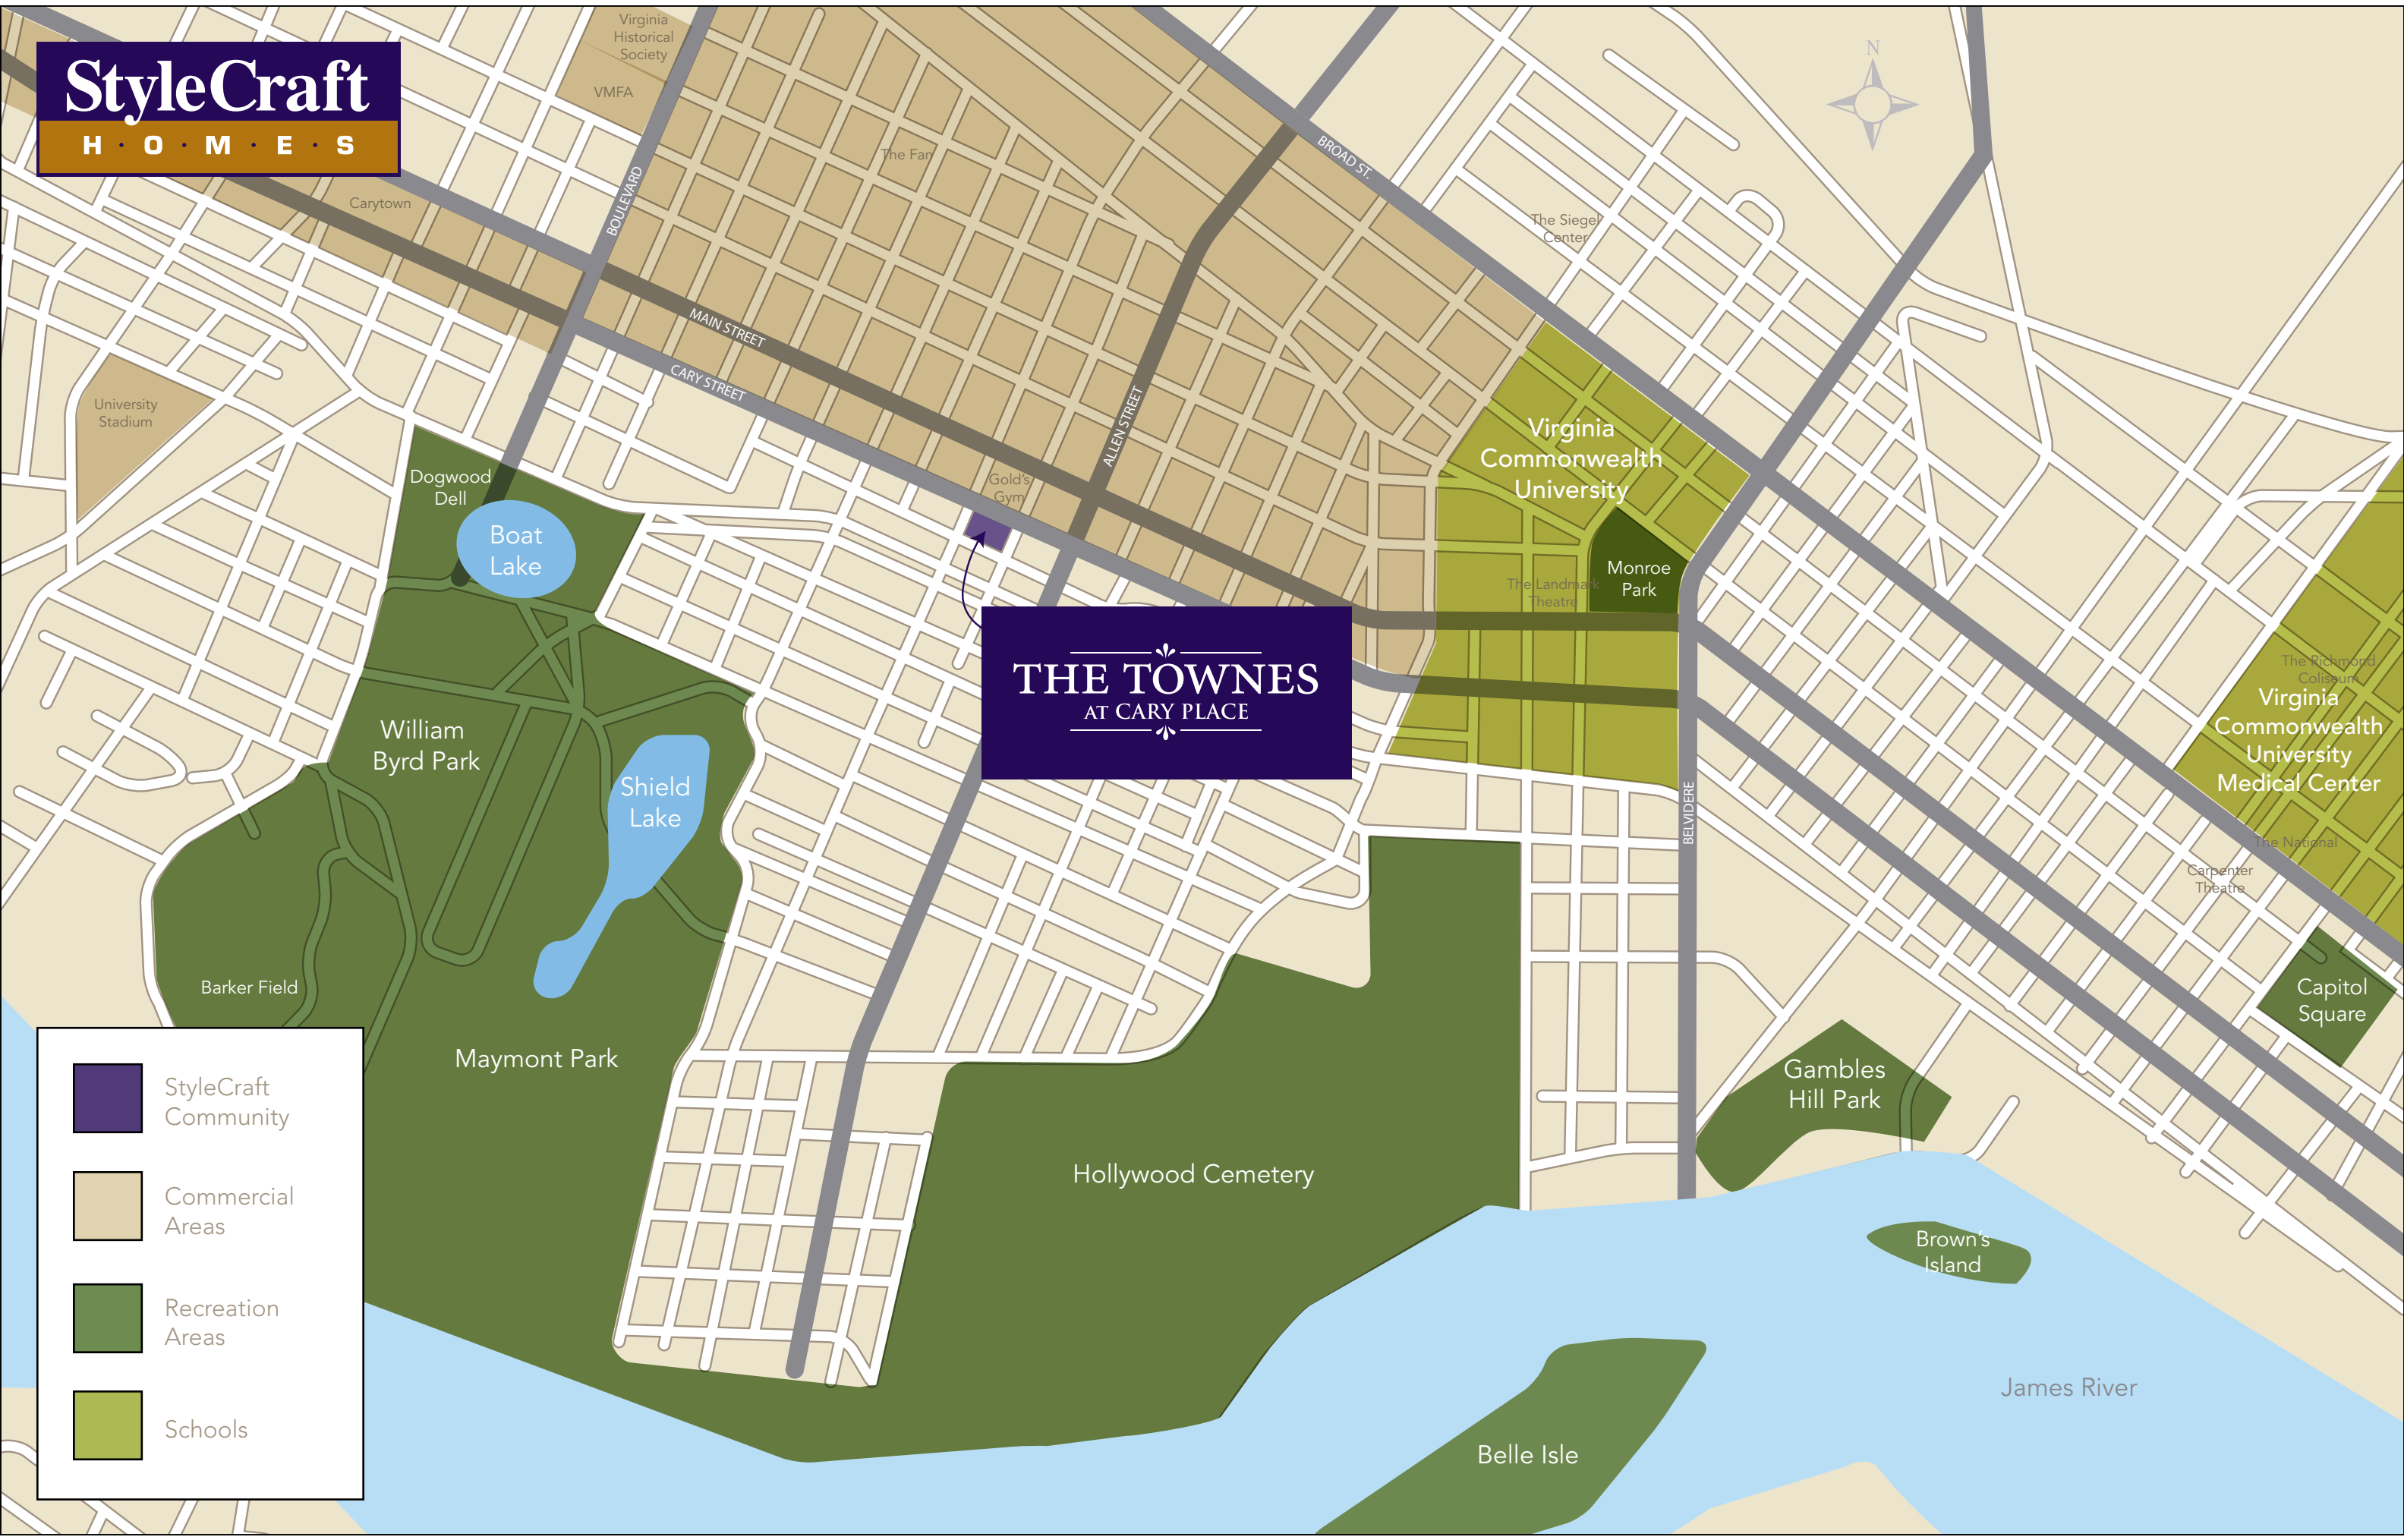 StyleCraft
H · O · M · E · S
Virginia
Historical
Society
VMFA
The Fan
Carytown
BOULEVARD
BROAD ST.
N
The Siegel
Center
MAIN STREET
CARY STREET
ALLEN STREET
University
Stadium
Dogwood
Dell
Boat
Lake
Gold's
Gym
Virginia
Commonwealth
University
The Landmark
Theatre
Monroe
Park
THE TOWNES
AT CARY PLACE
William
Byrd Park
Shield
Lake
BELVIDERE
The Richmond
Coliseum
Virginia
Commonwealth
University
Medical Center
The National
Carpenter
Theatre
Barker Field
Maymont Park
Capitol
Square
Gambles
Hill Park
Hollywood Cemetery
Brown's
Island
James River
Belle Isle
StyleCraft
Community
Commercial
Areas
Recreation
Areas
Schools